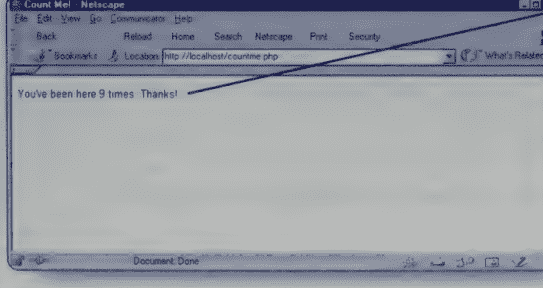 Count Me! - Netscape
File Edit View Go Communicator Help
Back Reload Home Search Netscape Print Security
Bookmarks Location http://localhost/countme.php What's Related
You've been here 9 times Thanks!
Document: Done